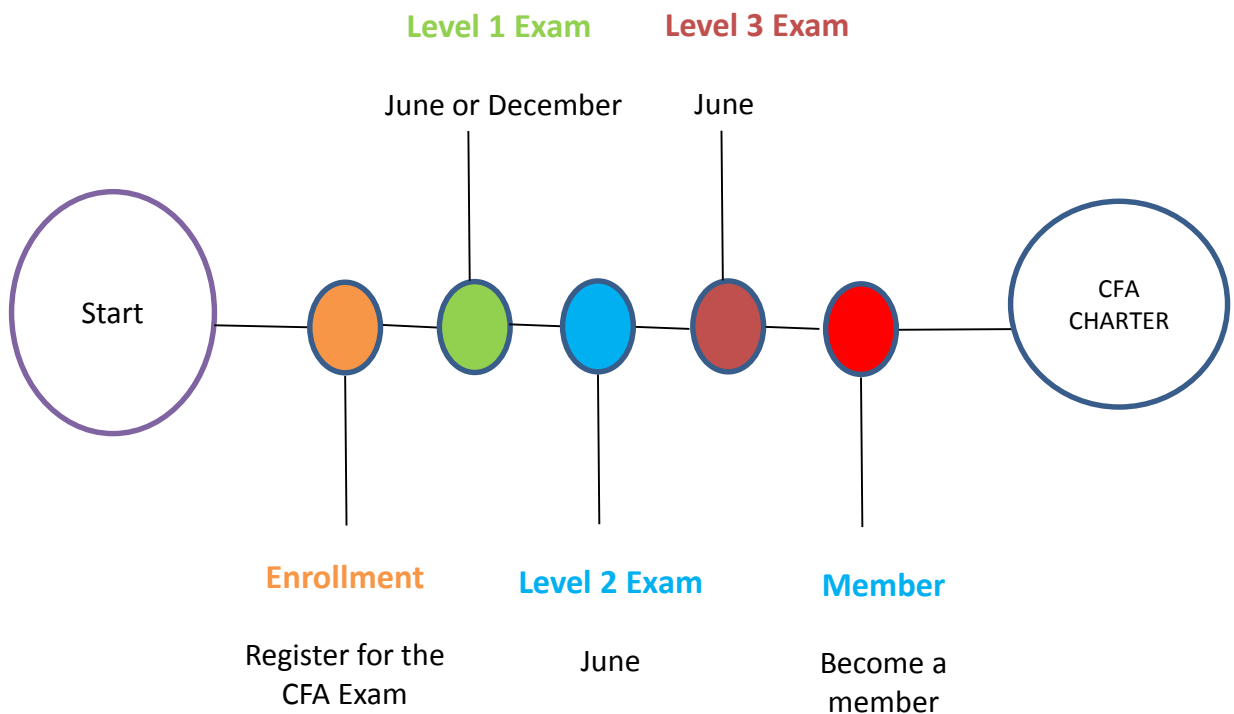 Level 1 Exam
June or December
Level 3 Exam
June
Start
CFA
CHARTER
Enrollment
Register for the
CFA Exam
Level 2 Exam
June
Member
Become a
member